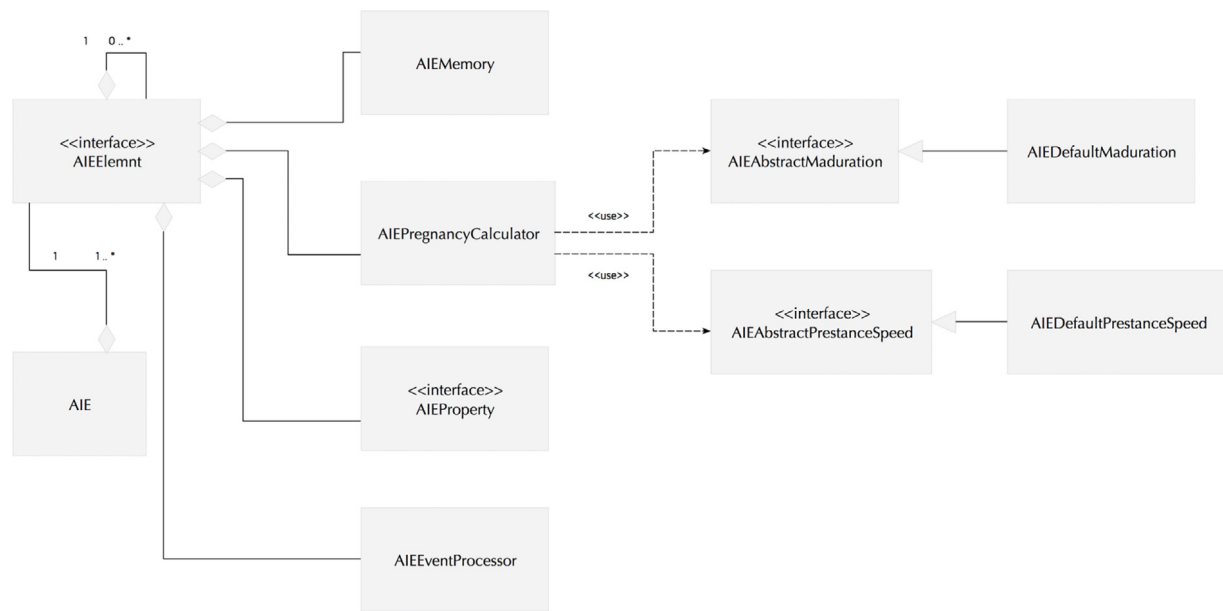 1 0..*
AIEMemory
<<interface>>
AIEElemnt
<<interface>>
AIEAbstractMaduration
AIEDefaultMaduration
<<use>>
AIEPregnancyCalculator
<<use>>
1 1..*
<<interface>>
AIEAbstractPrestanceSpeed
AIEDefaultPrestanceSpeed
AIE
<<interface>>
AIEProperty
AIEEventProcessor